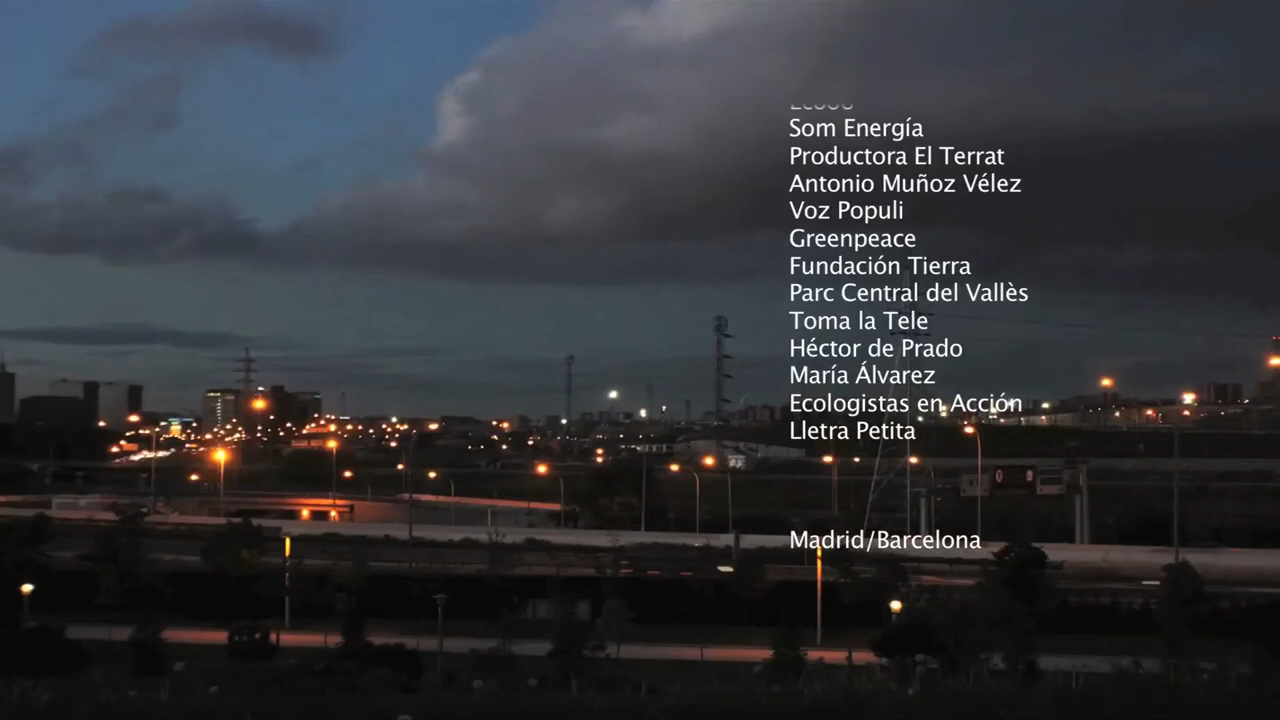 Som Energía
Productora El Terrat
Antonio Muñoz Vélez
Voz Populi
Greenpeace
Fundación Tierra
Parc Central del Vallès
Toma la Tele
Héctor de Prado
María Álvarez
Ecologistas en Acción
Lletra Petita
Madrid/Barcelona